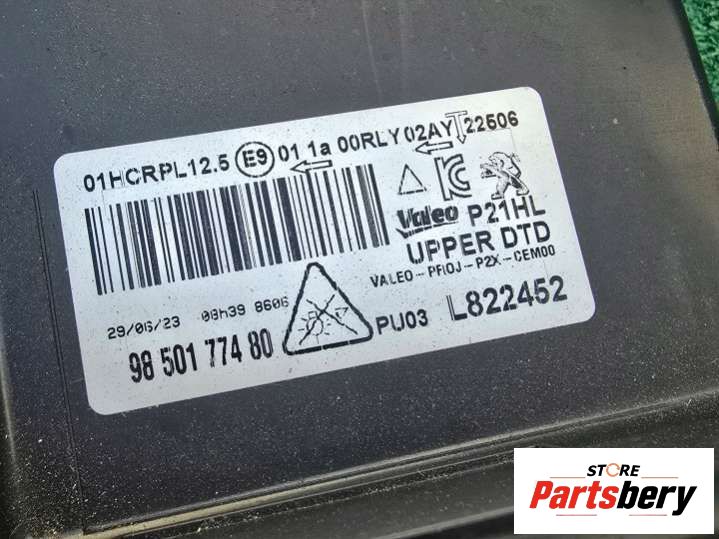 01HCRPL12.5 E9 01 1a 00RLY 02AY 22506
Valeo P21HL
UPPER DTD
VALEO-PFIOJ-P2X-CEM00
29/06/23 08h39 8606
98 501 774 80
PU03 L822452
STORE
Partsbery